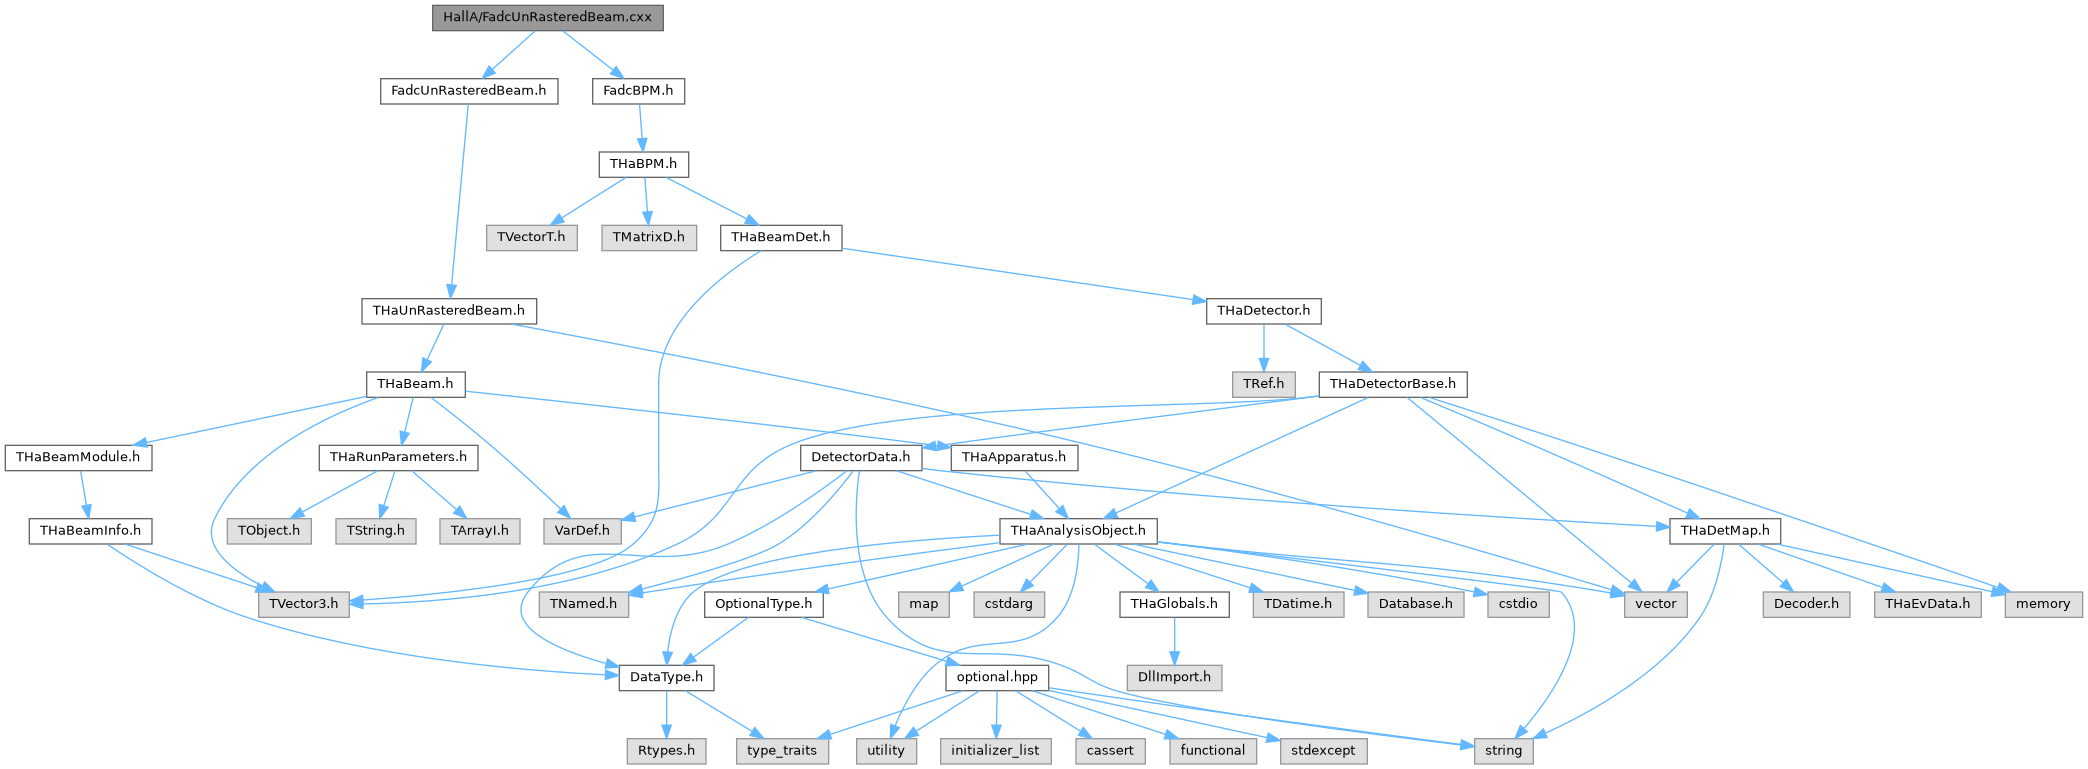 HallA/FadcUnRasteredBeam.cxx
FadcUnRasteredBeam.h
FadcBPM.h
THaBPM.h
TVectorT.h
TMatrixD.h
THaBeamDet.h
THaUnRasteredBeam.h
THaDetector.h
THaBeam.h
TRef.h
THaDetectorBase.h
THaBeamModule.h
THaRunParameters.h
DetectorData.h
THaApparatus.h
THaBeamInfo.h
TObject.h
TString.h
TArrayI.h
VarDef.h
THaAnalysisObject.h
THaDetMap.h
TVector3.h
TNamed.h
OptionalType.h
map
cstdarg
THaGlobals.h
TDatime.h
Database.h
cstdio
vector
Decoder.h
THaEvData.h
memory
DataType.h
optional.hpp
DllImport.h
Rtypes.h
type_traits
utility
initializer_list
cassert
functional
stdexcept
string